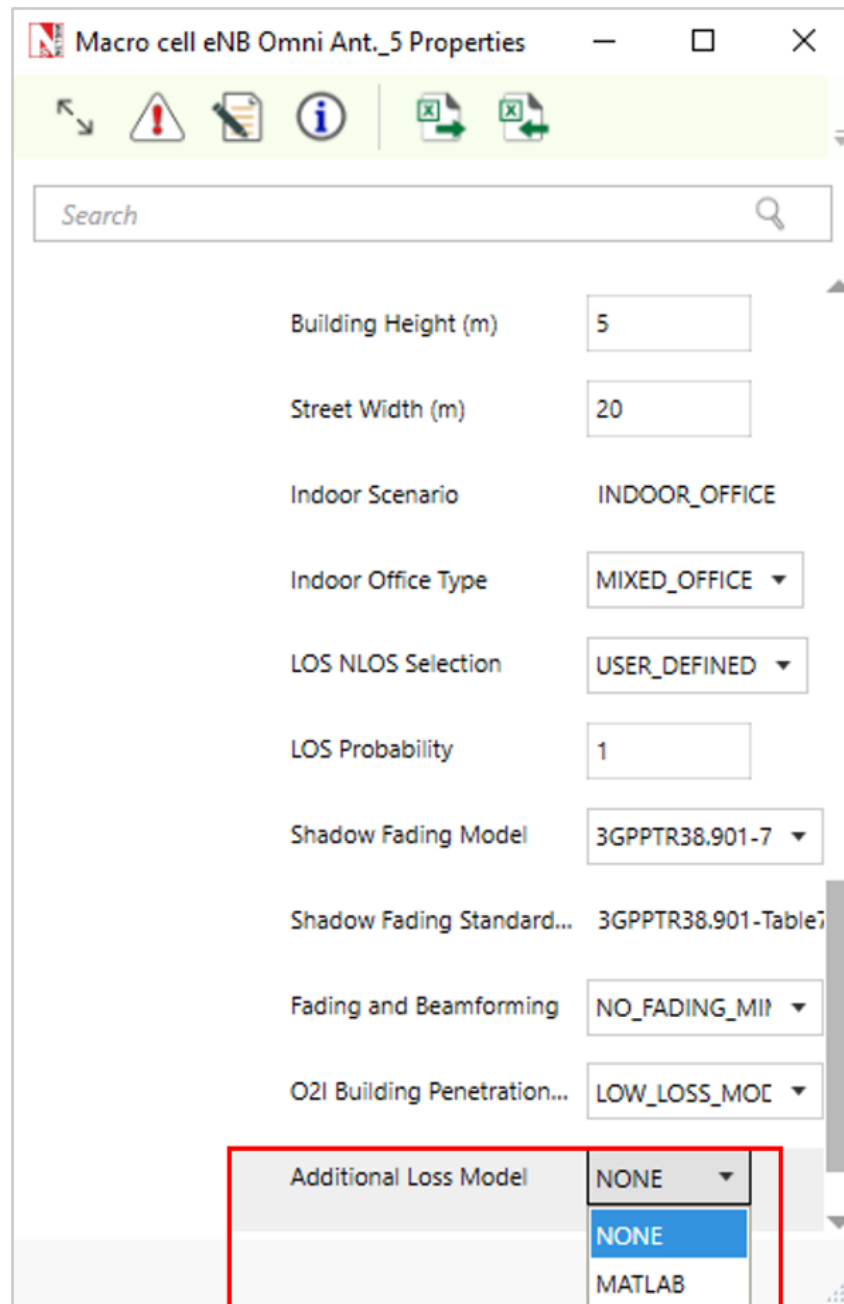 Macro cell eNB Omni Ant._5 Properties
Search
Building Height (m) 5
Street Width (m) 20
Indoor Scenario INDOOR_OFFICE
Indoor Office Type MIXED_OFFICE
LOS NLOS Selection USER_DEFINED
LOS Probability 1
Shadow Fading Model 3GPPTR38.901-7
Shadow Fading Standard... 3GPPTR38.901-Table7
Fading and Beamforming NO_FADING_MI
O2I Building Penetration... LOW_LOSS_MOD
Additional Loss Model NONE
NONE
MATLAB